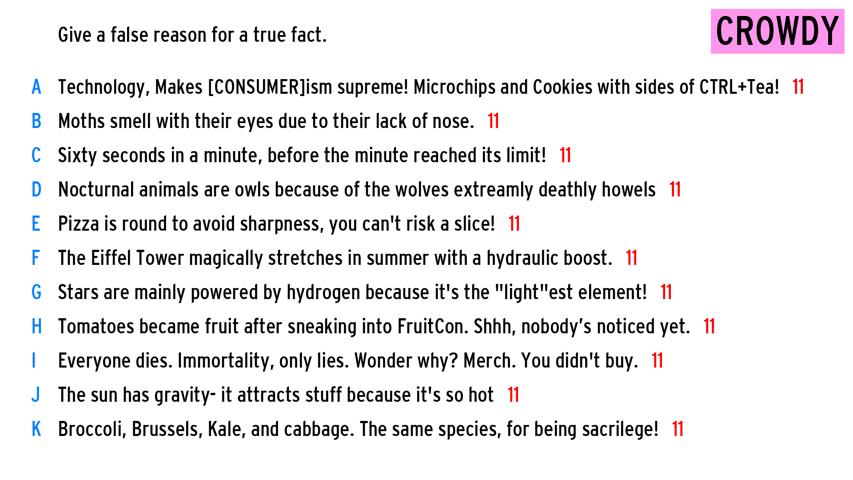 Give a false reason for a true fact.
CROWDY
A Technology, Makes [CONSUMER]ism supreme! Microchips and Cookies with sides of CTRL+Tea! 11
B Moths smell with their eyes due to their lack of nose. 11
C Sixty seconds in a minute, before the minute reached its limit! 11
D Nocturnal animals are owls because of the wolves extreamly deathly howels 11
E Pizza is round to avoid sharpness, you can't risk a slice! 11
F The Eiffel Tower magically stretches in summer with a hydraulic boost. 11
G Stars are mainly powered by hydrogen because it's the "light"est element! 11
H Tomatoes became fruit after sneaking into FruitCon. Shhh, nobody’s noticed yet. 11
I Everyone dies. Immortality, only lies. Wonder why? Merch. You didn't buy. 11
J The sun has gravity- it attracts stuff because it's so hot 11
K Broccoli, Brussels, Kale, and cabbage. The same species, for being sacrilege! 11